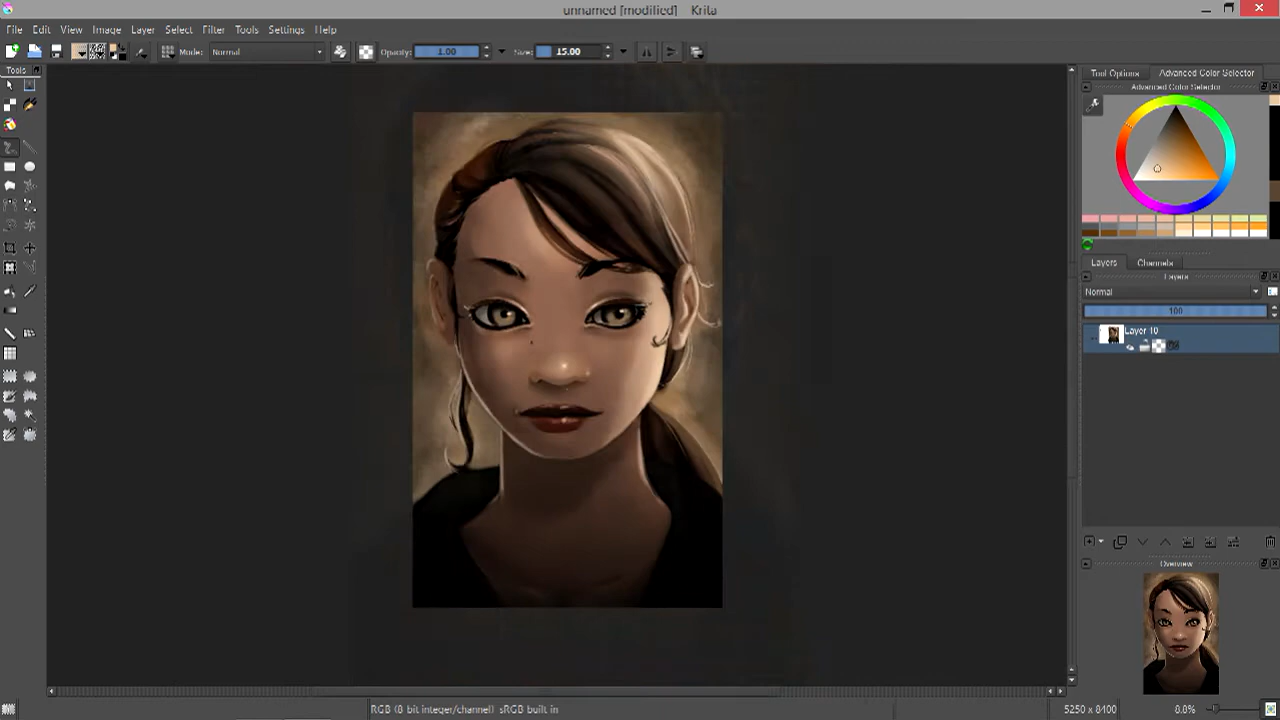 unnamed [modified] Krita
File Edit View Image Layer Select Filter Tools Settings Help
Mode: Normal Opacity: 1.00 Size: 15.00
Tools
Tool Options Advanced Color Selector
Advanced Color Selector
Layers Channels
Layers
Normal
100
Layer 10
Overview
RGB (8 bit integer/channel) sRGB built in 5250 x 8400 8.8%